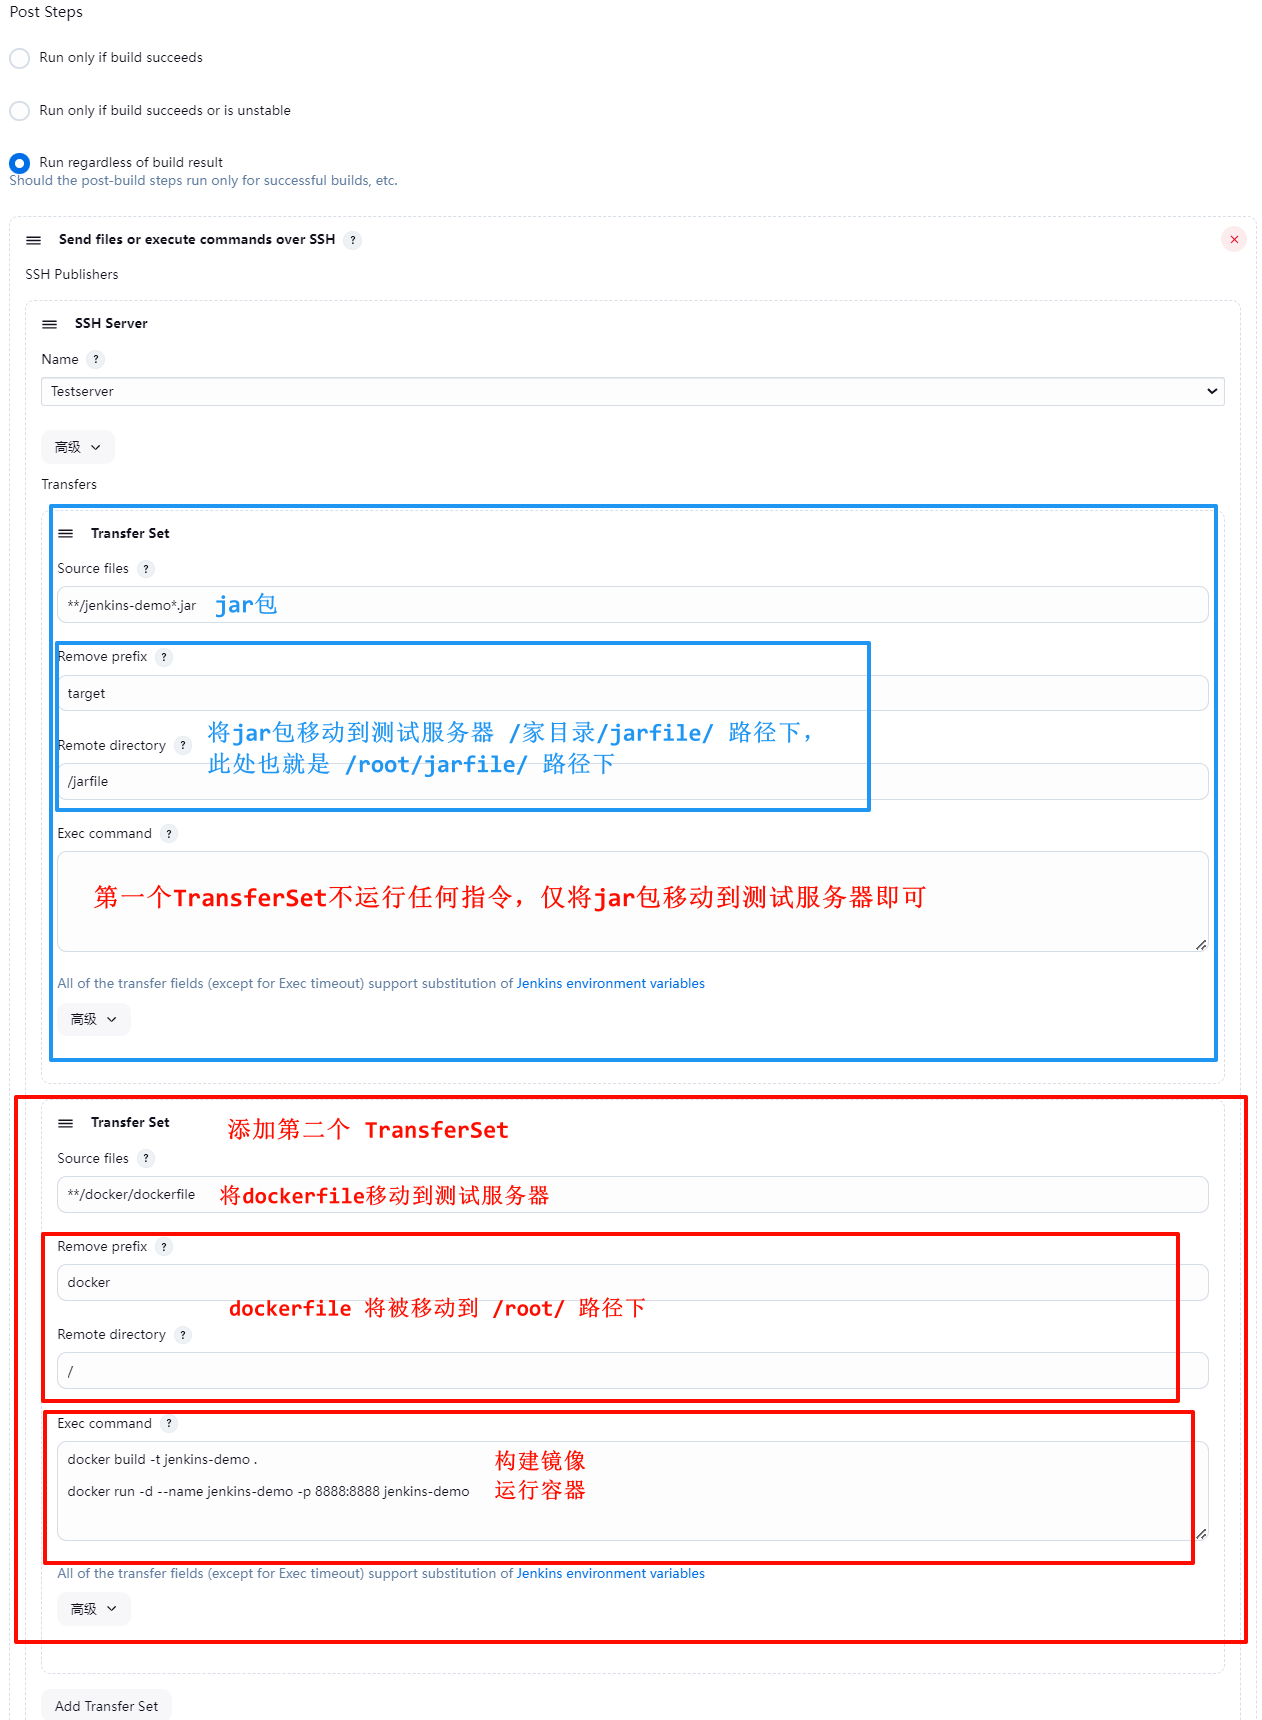 Post Steps
Run only if build succeeds
Run only if build succeeds or is unstable
Run regardless of build result
Should the post-build steps run only for successful builds, etc.
Send files or execute commands over SSH ?
SSH Publishers
SSH Server
Name ?
Testserver
高级
Transfers
Transfer Set
Source files ?
**/jenkins-demo*.jar jar包
Remove prefix ?
target
将jar包移动到测试服务器 /家目录/jarfile/ 路径下，
Remote directory ?
此处也就是 /root/jarfile/ 路径下
/jarfile
Exec command ?
第一个TransferSet不运行任何指令，仅将jar包移动到测试服务器即可
All of the transfer fields (except for Exec timeout) support substitution of Jenkins environment variables
高级
Transfer Set 添加第二个 TransferSet
Source files ?
**/docker/dockerfile 将dockerfile移动到测试服务器
Remove prefix ?
docker
dockerfile 将被移动到 /root/ 路径下
Remote directory ?
/
Exec command ?
docker build -t jenkins-demo . 构建镜像
docker run -d --name jenkins-demo -p 8888:8888 jenkins-demo 运行容器
All of the transfer fields (except for Exec timeout) support substitution of Jenkins environment variables
高级
Add Transfer Set